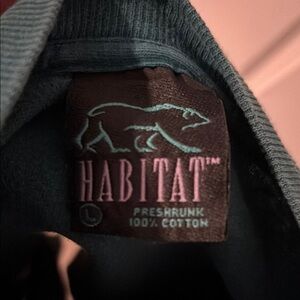 HABITAT™
L
PRESHRUNK
100% COTTON